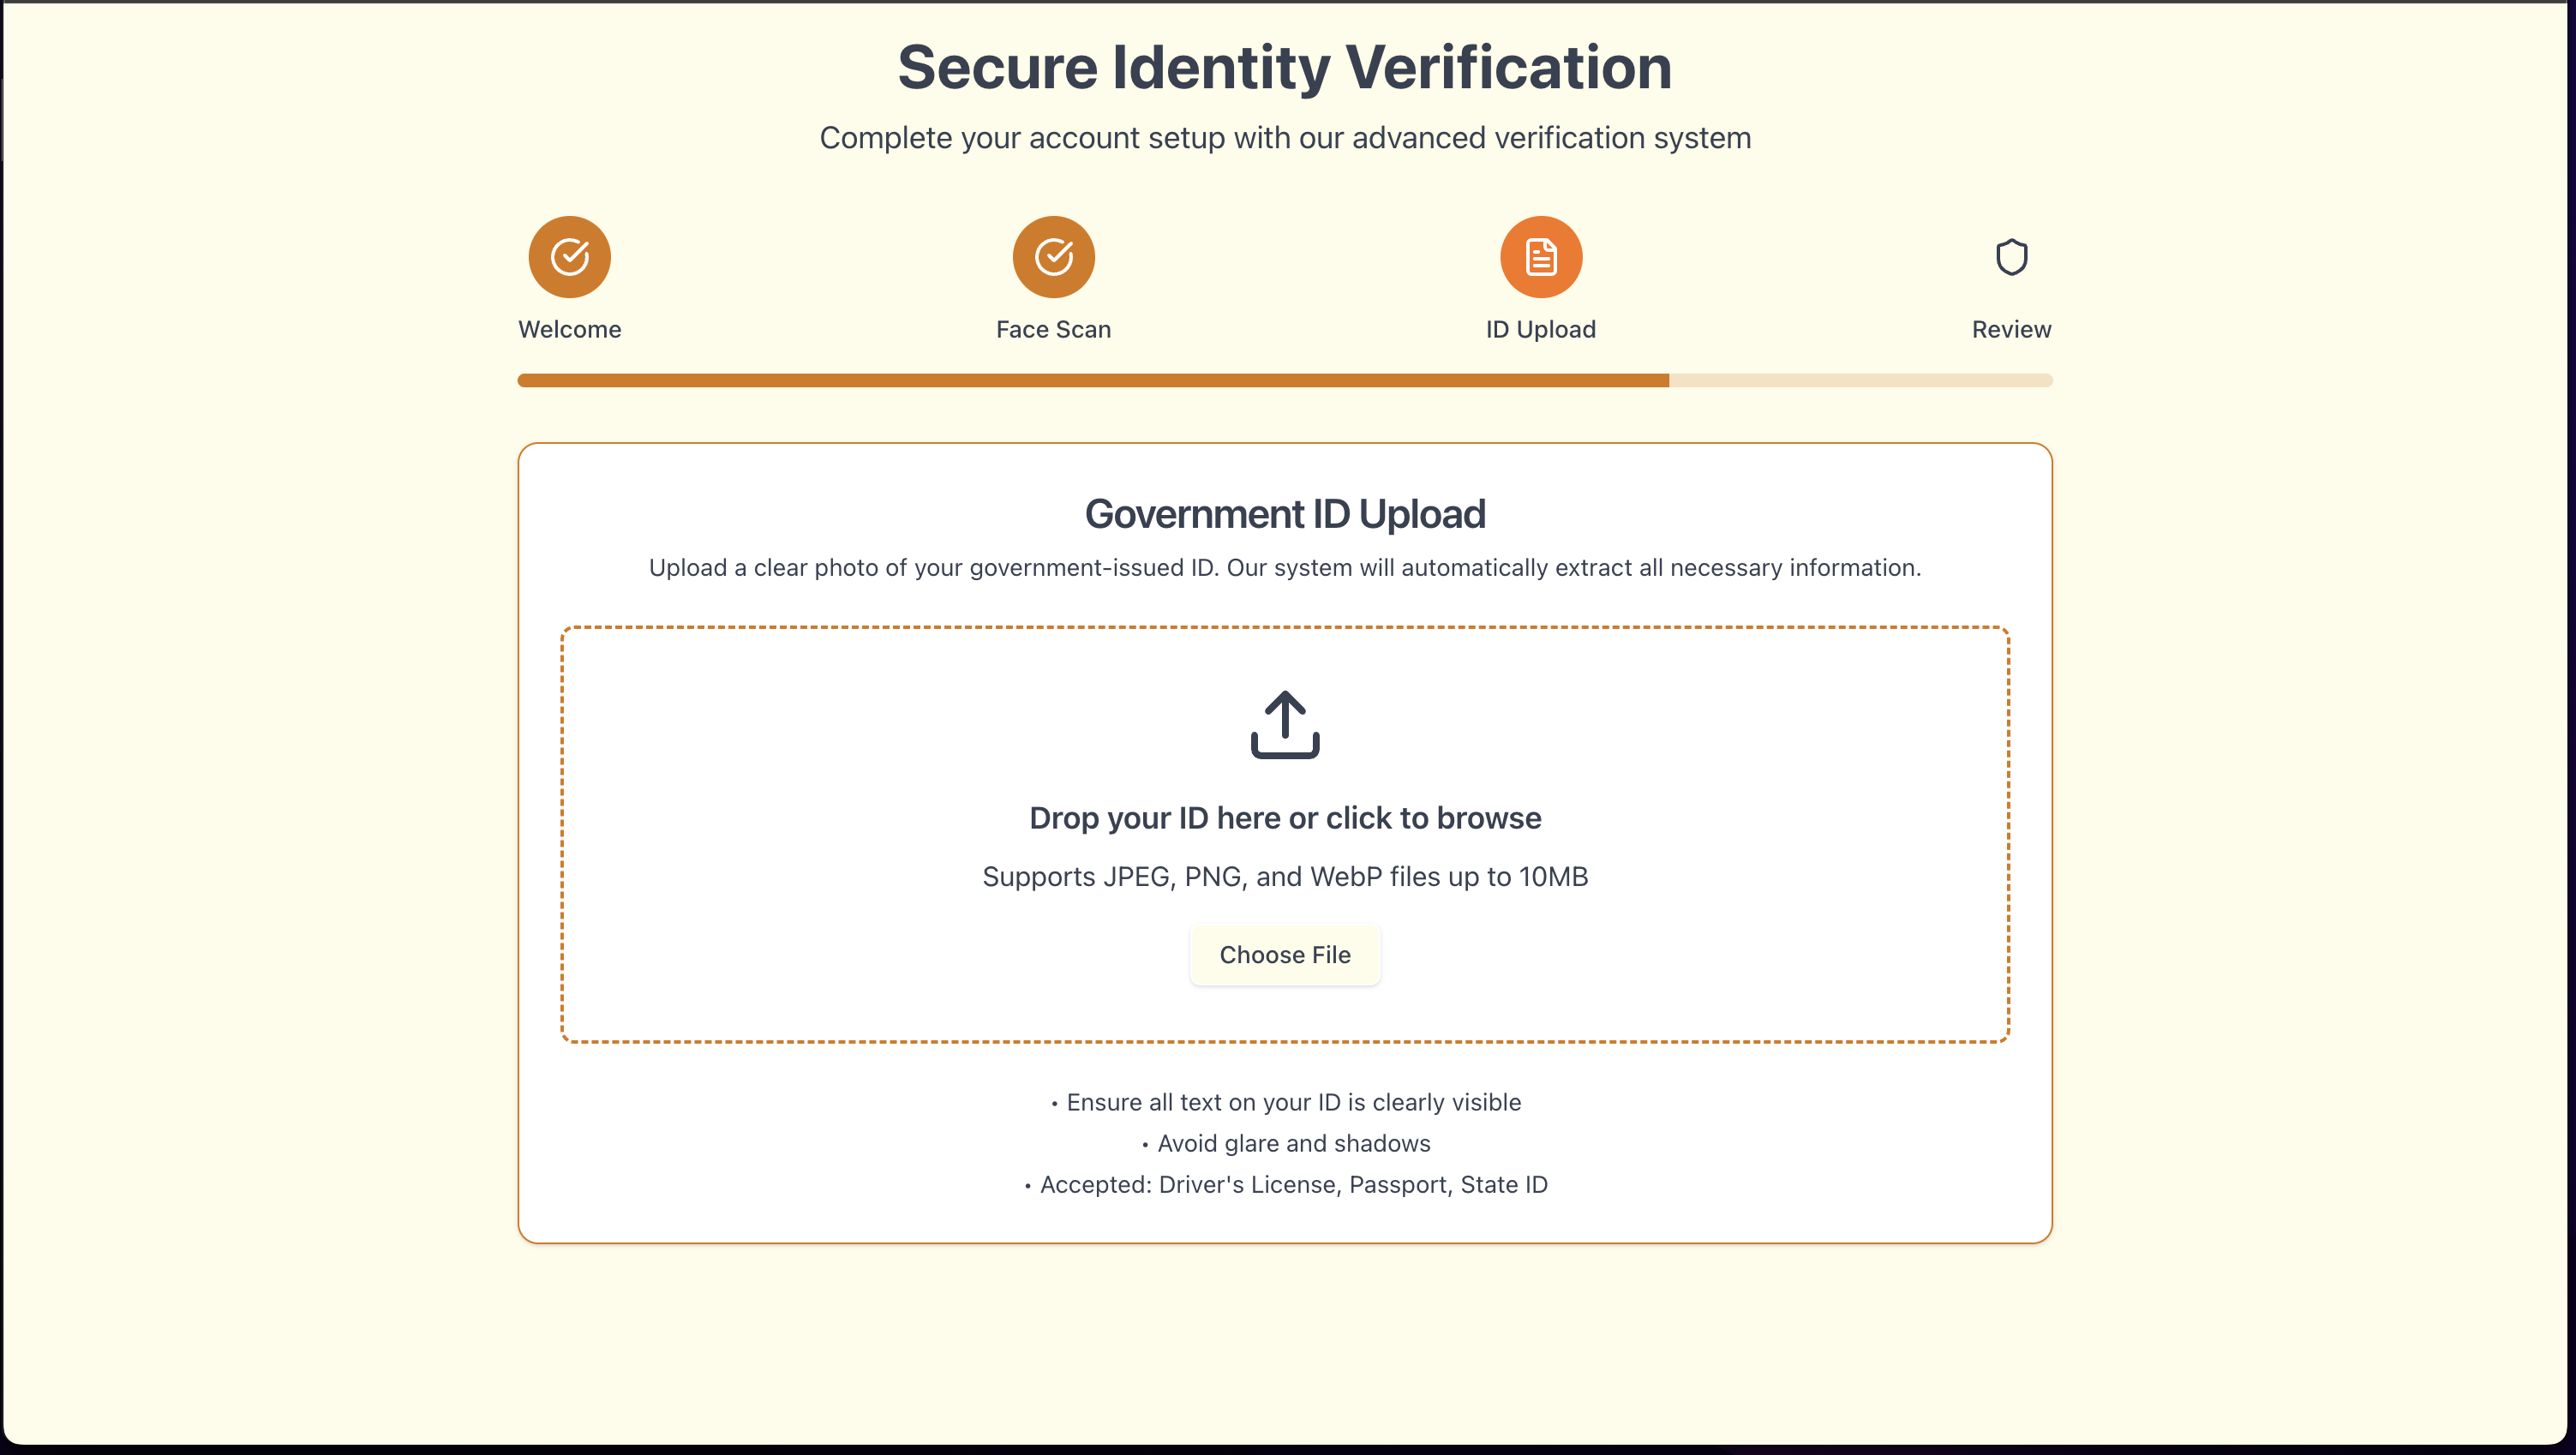 Secure Identity Verification
Complete your account setup with our advanced verification system
Welcome
Face Scan
ID Upload
Review
Government ID Upload
Upload a clear photo of your government-issued ID. Our system will automatically extract all necessary information.
Drop your ID here or click to browse
Supports JPEG, PNG, and WebP files up to 10MB
Choose File
• Ensure all text on your ID is clearly visible
• Avoid glare and shadows
• Accepted: Driver's License, Passport, State ID